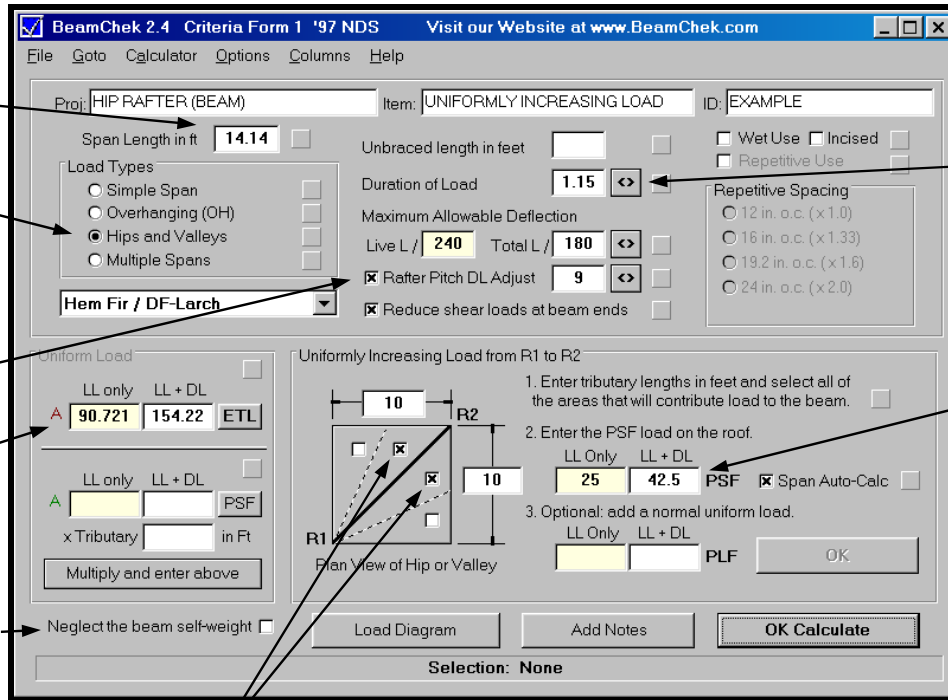 BeamChek 2.4 Criteria Form 1 '97 NDS Visit our Website at www.BeamChek.com
File Goto Calculator Options Columns Help
Proj: HIP RAFTER (BEAM) Item: UNIFORMLY INCREASING LOAD ID: EXAMPLE
Span Length in ft 14.14
Load Types
Simple Span
Overhanging (OH)
Hips and Valleys
Multiple Spans
Hem Fir / DF-Larch
Unbraced length in feet
Duration of Load 1.15 <>
Maximum Allowable Deflection
Live L / 240 Total L / 180 <>
Rafter Pitch DL Adjust 9 <>
Reduce shear loads at beam ends
Wet Use Incised
Repetitive Use
Repetitive Spacing
12 in. o.c. ( x 1.0)
16 in. o.c. ( x 1.33)
19.2 in. o.c. ( x 1.6)
24 in. o.c. ( x 2.0)
Uniform Load
LL only LL + DL
A 90.721 154.22 ETL
LL only LL + DL
A PSF
x Tributary in Ft
Multiply and enter above
Uniformly Increasing Load from R1 to R2
10
R2
10
R1
Plan View of Hip or Valley
1. Enter tributary lengths in feet and select all of
the areas that will contribute load to the beam.
2. Enter the PSF load on the roof.
LL Only LL + DL
25 42.5 PSF Span Auto-Calc
3. Optional: add a normal uniform load.
LL Only LL + DL
PLF OK
Neglect the beam self-weight
Load Diagram Add Notes OK Calculate
Selection: None